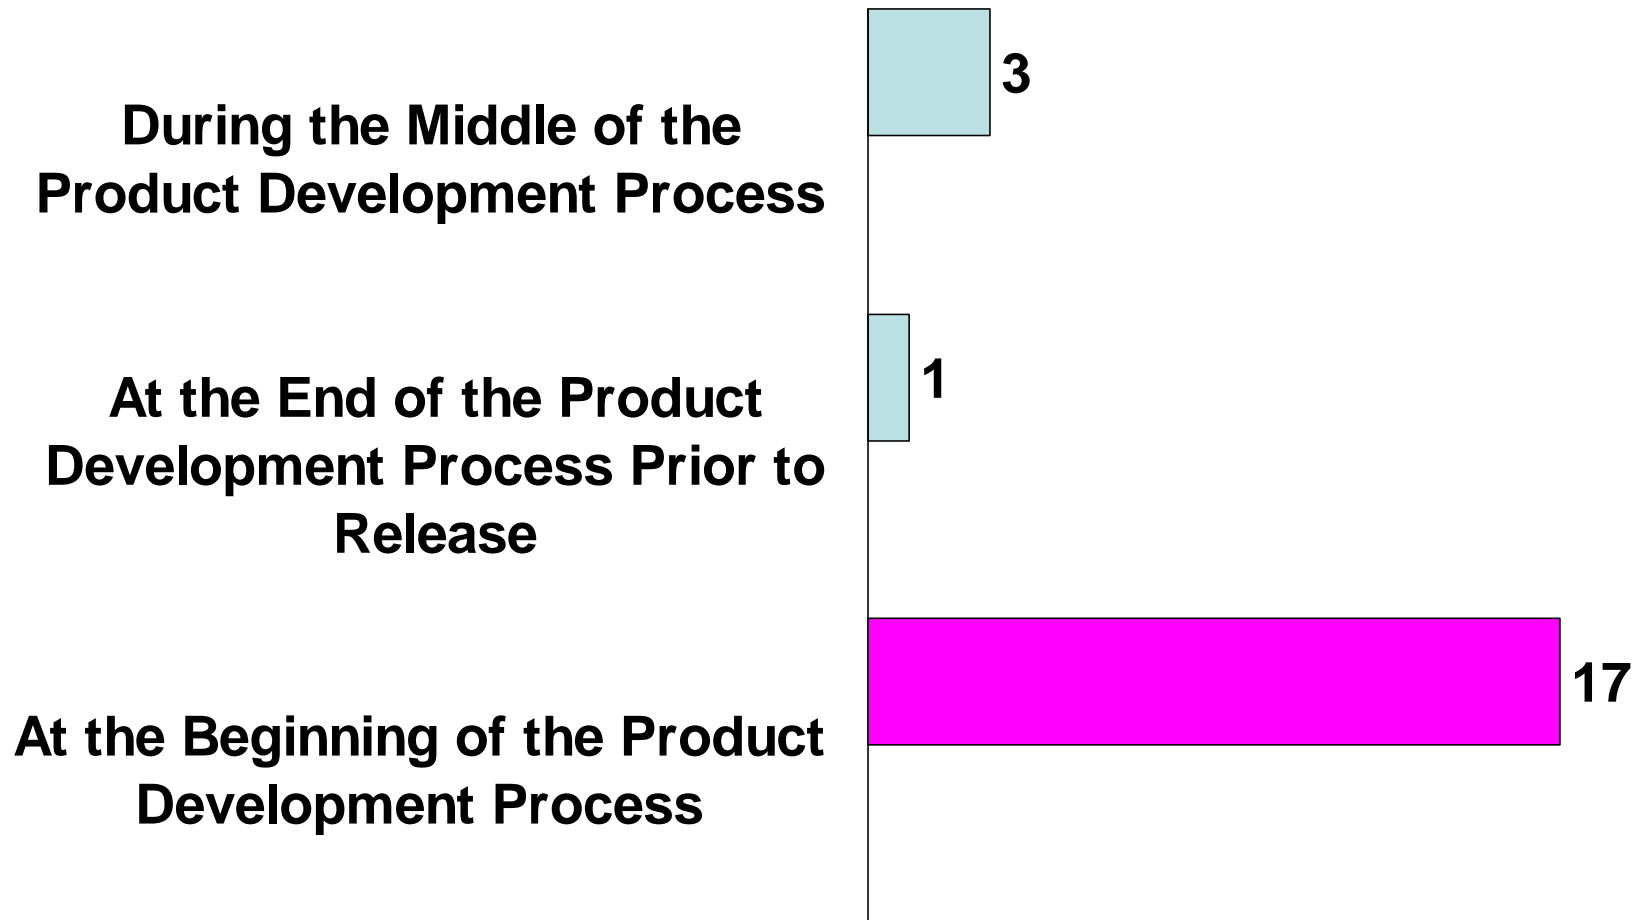 3
During the Middle of the
Product Development Process
1
At the End of the Product
Development Process Prior to
Release
17
At the Beginning of the Product
Development Process